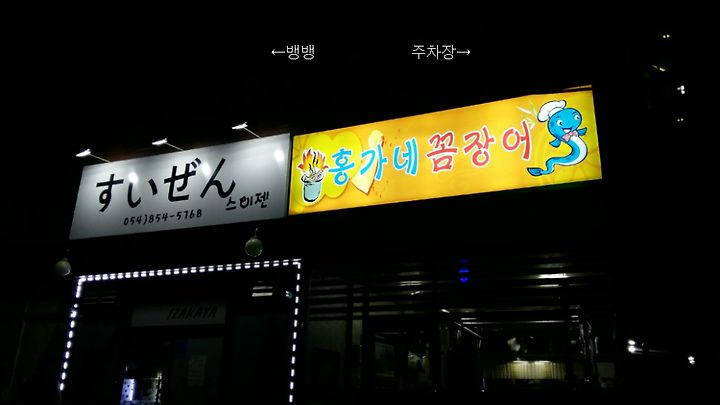 ←뱅뱅 주차장→
すいぜん
스이젠
054)854-5768
홍가네꼼장어
IZAKAYA